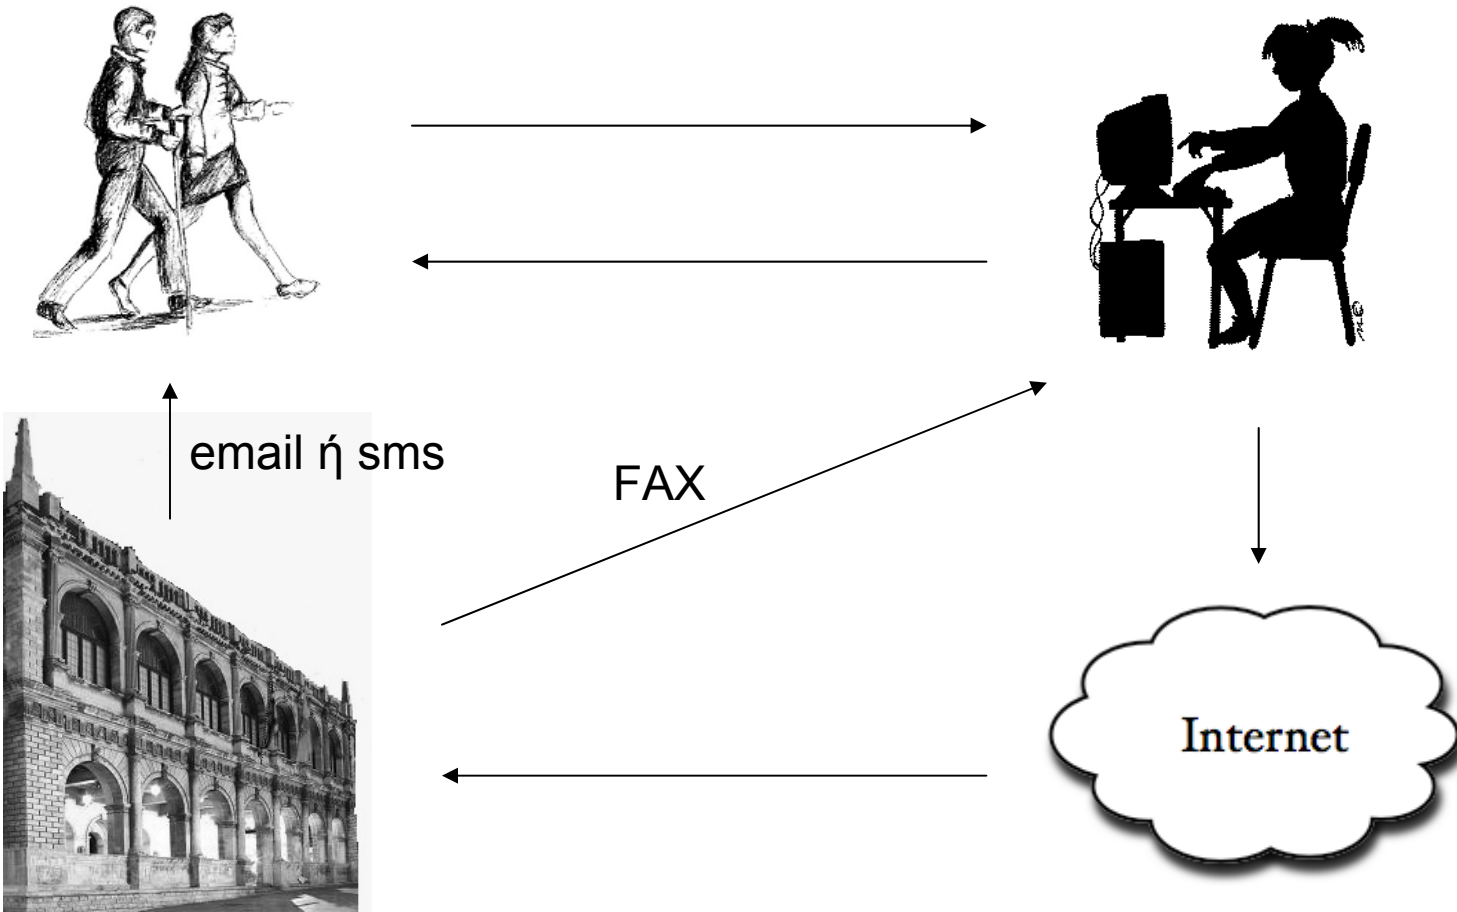 email ή sms
FAX
Internet